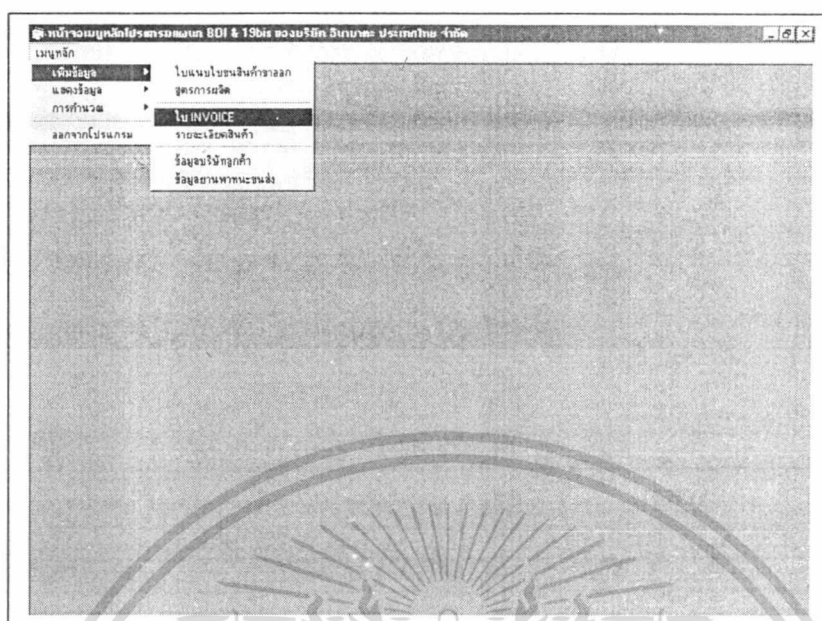 หน้าจอเมนูหลักโปรแกรมแผนก BOI & 19bis ของบริษัท อินาบาตะ ประเทศไทย จำกัด
เมนูหลัก
เพิ่มข้อมูล
แสดงข้อมูล
การคำนวณ
ออกจากโปรแกรม
ใบแนบใบขนสินค้าขาออก
สูตรการผลิต
ใบ INVOICE
รายละเอียดสินค้า
ข้อมูลบริษัทลูกค้า
ข้อมูลยานพาหนะขนส่ง